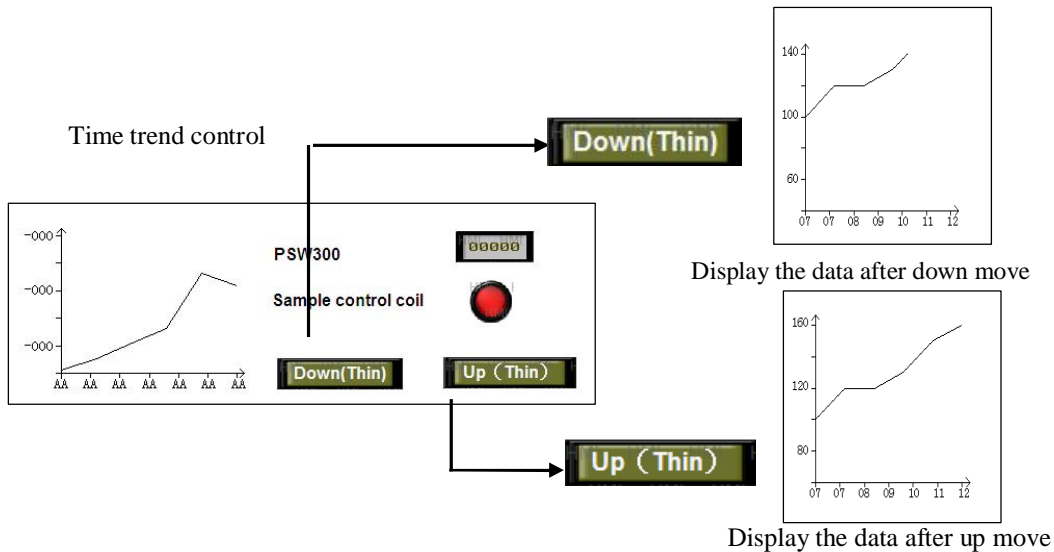 Time trend control
Down(Thin)
140
100
60
07 07 08 09 10 11 12
Display the data after down move
-000
-000
-000
AA AA AA AA AA AA AA
PSW300
00000
Sample control coil
Down(Thin)
Up（Thin）
Up（Thin）
160
120
80
07 07 08 09 10 11 12
Display the data after up move